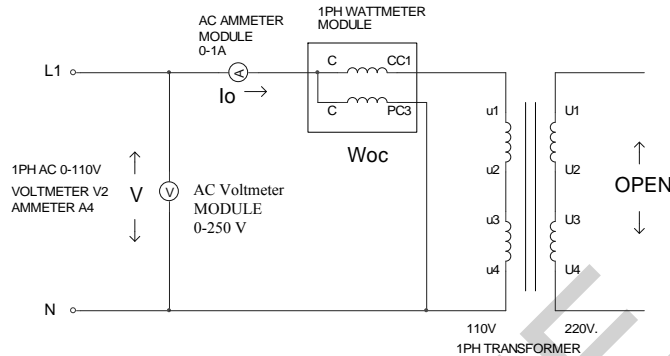 AC AMMETER
MODULE
0-1A
1PH WATTMETER
MODULE
L1
A
Io
C
CC1
C
PC3
Woc
1PH AC 0-110V
VOLTMETER V2
AMMETER A4
V
V
AC Voltmeter
MODULE
0-250 V
u1
U1
u2
U2
u3
U3
u4
U4
OPEN
N
110V
220V.
1PH TRANSFORMER